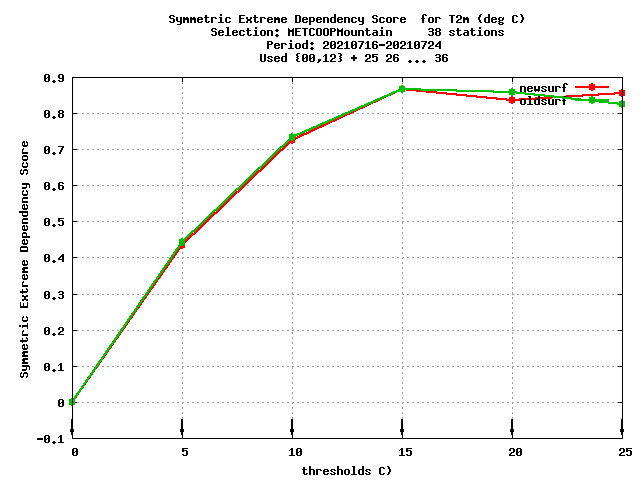 Symmetric Extreme Dependency Score  for T2m (deg C)
Selection: METCOOPMountain     38 stations
Period: 20210716-20210724
Used {00,12} + 25 26 ... 36
newsurf
oldsurf
Symmetric Extreme Dependency Score
0.9
0.8
0.7
0.6
0.5
0.4
0.3
0.2
0.1
0
-0.1
0 5 10 15 20 25
thresholds C)